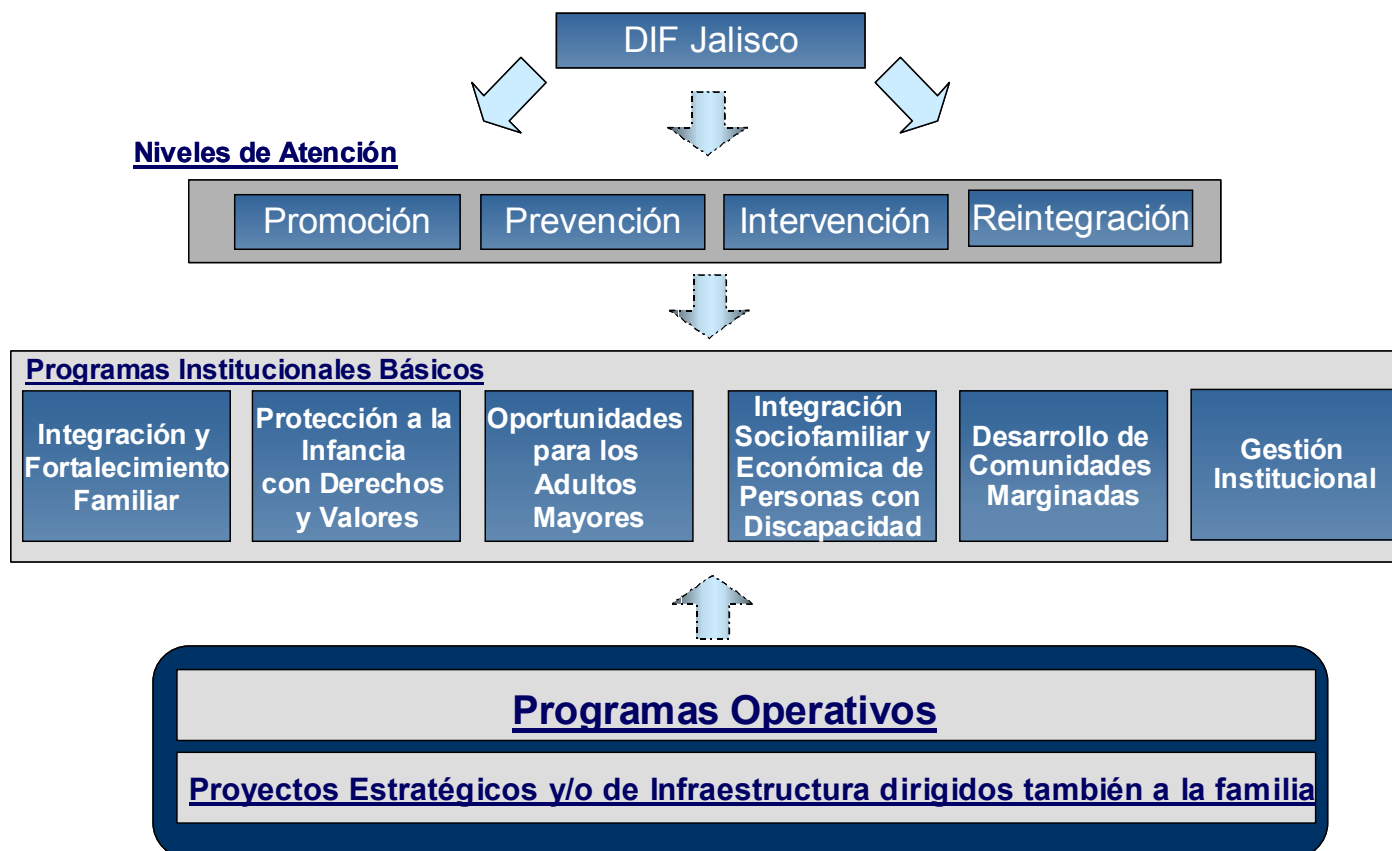 DIF Jalisco
Niveles de Atención
Promoción
Prevención
Intervención
Reintegración
Programas Institucionales Básicos
Integración y
Fortalecimiento
Familiar
Protección a la
Infancia
con Derechos
y Valores
Oportunidades
para los
Adultos
Mayores
Integración
Sociofamiliar y
Económica de
Personas con
Discapacidad
Desarrollo de
Comunidades
Marginadas
Gestión
Institucional
Programas Operativos
Proyectos Estratégicos y/o de Infraestructura dirigidos también a la familia